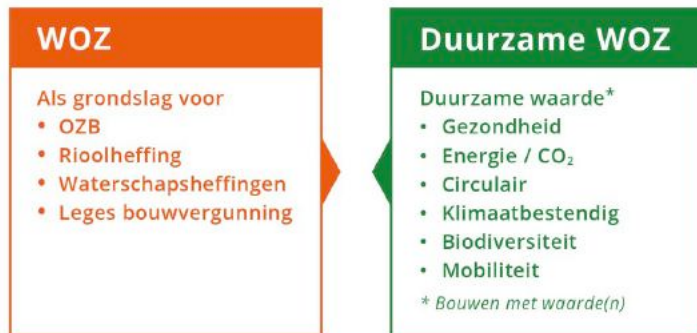 WOZ
Als grondslag voor
• OZB
• Rioolheffing
• Waterschapsheffingen
• Leges bouwvergunning
Duurzame WOZ
Duurzame waarde*
• Gezondheid
• Energie / CO₂
• Circulair
• Klimaatbestendig
• Biodiversiteit
• Mobiliteit
* Bouwen met waarde(n)